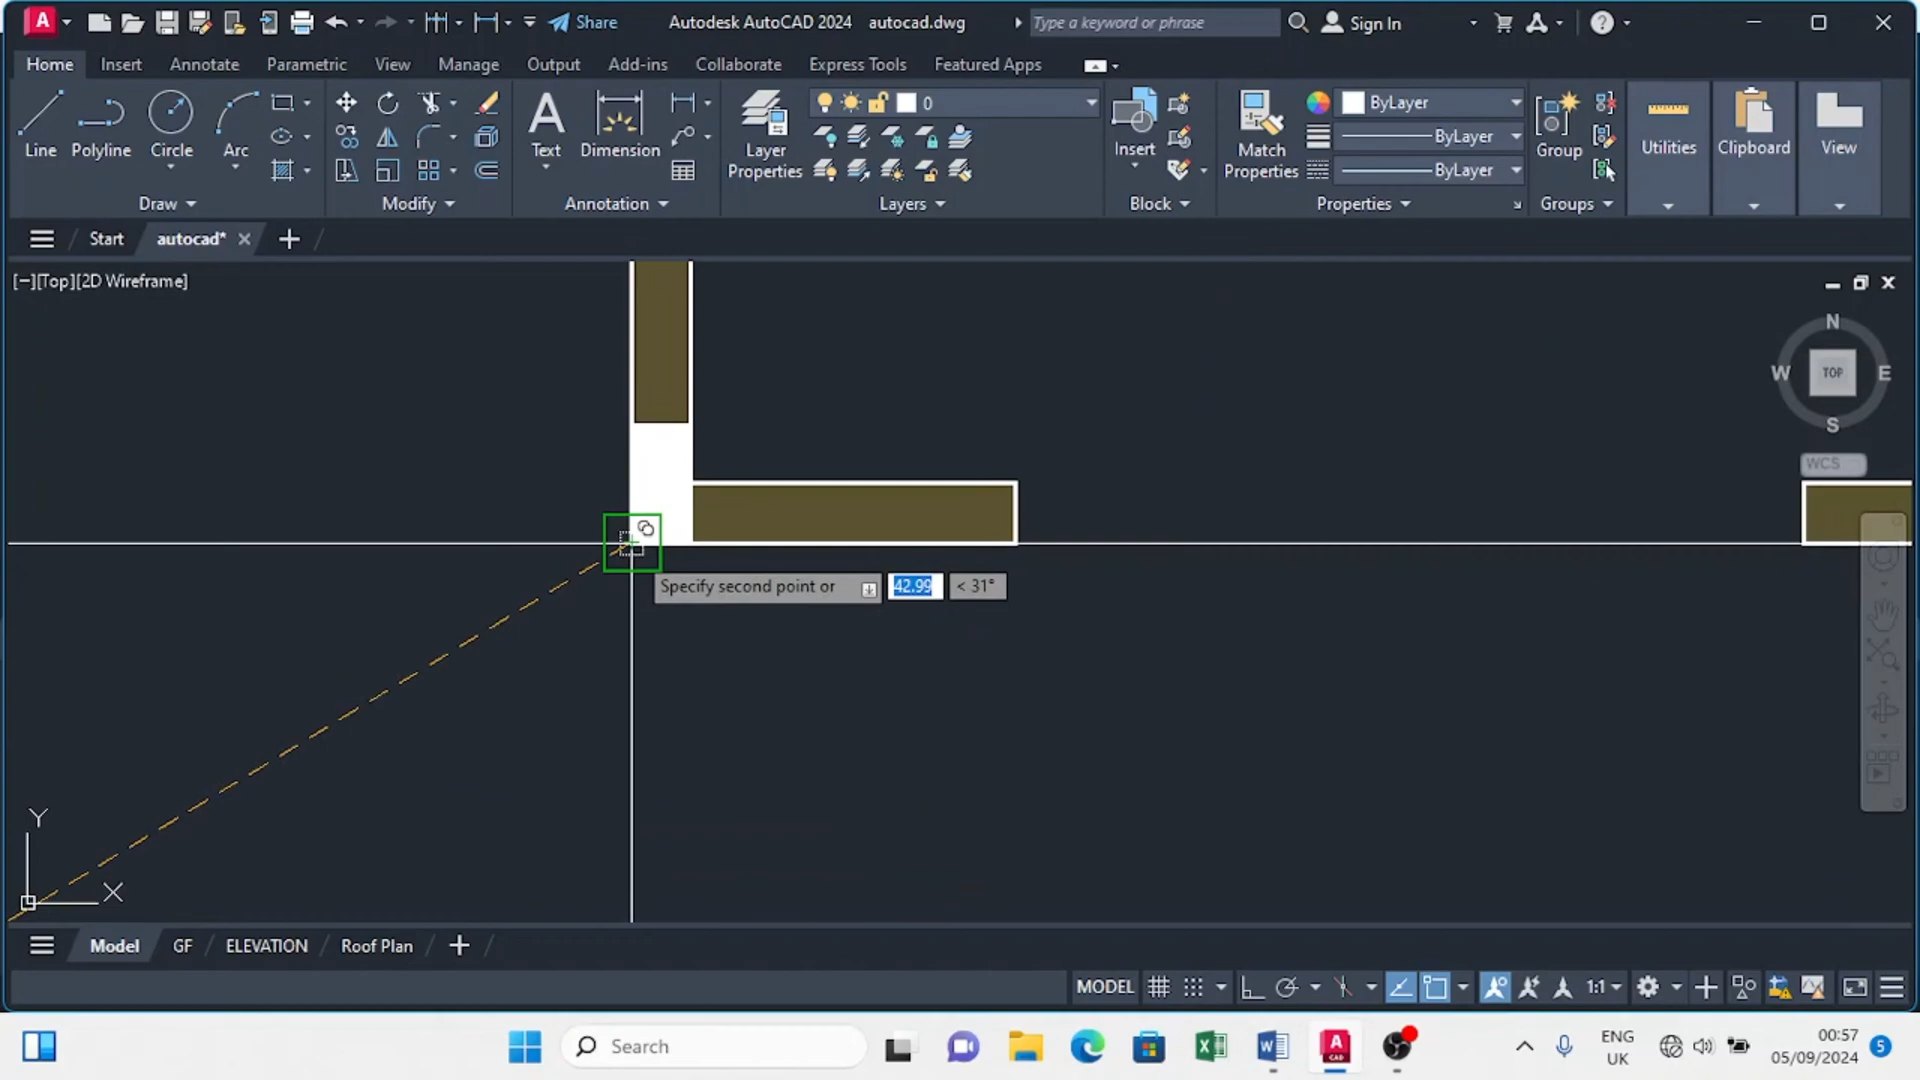 A Share Autodesk AutoCAD 2024 autocad.dwg Type a keyword or phrase Sign In
Home Insert Annotate Parametric View Manage Output Add-ins Collaborate Express Tools Featured Apps
0 ByLayer
Line Polyline Circle Arc Text Dimension Layer Properties Insert Match Properties ByLayer Group Utilities Clipboard View
ByLayer
Draw Modify Annotation Layers Block Properties Groups
Start autocad*
[−][Top][2D Wireframe]
N
W TOP E
S
WCS
Specify second point or 42.99 < 31°
Y
X
Model GF ELEVATION Roof Plan
MODEL 1:1
Search A CAD ENG UK 00:57 05/09/2024 5